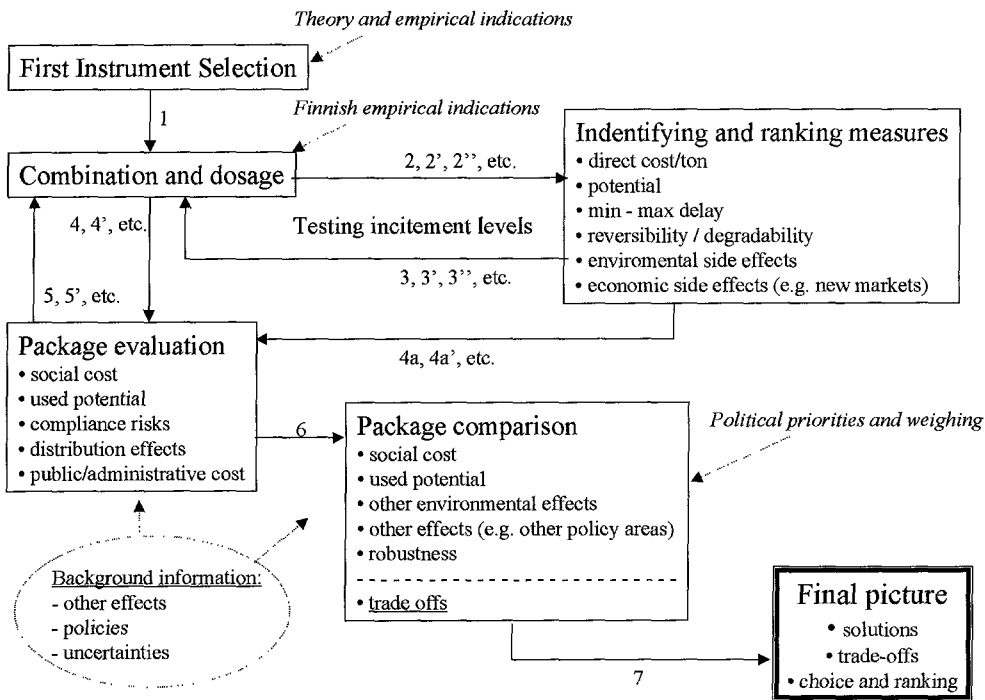 Theory and empirical indications
First Instrument Selection
1
Finnish empirical indications
Combination and dosage
2, 2', 2'', etc.
Indentifying and ranking measures
• direct cost/ton
• potential
• min - max delay
• reversibility / degradability
• enviromental side effects
• economic side effects (e.g. new markets)
4, 4', etc.
Testing incitement levels
3, 3', 3'', etc.
5, 5', etc.
Package evaluation
• social cost
• used potential
• compliance risks
• distribution effects
• public/administrative cost
4a, 4a', etc.
6
Package comparison
• social cost
• used potential
• other environmental effects
• other effects (e.g. other policy areas)
• robustness
• trade offs
Political priorities and weighing
Background information:
- other effects
- policies
- uncertainties
7
Final picture
• solutions
• trade-offs
• choice and ranking